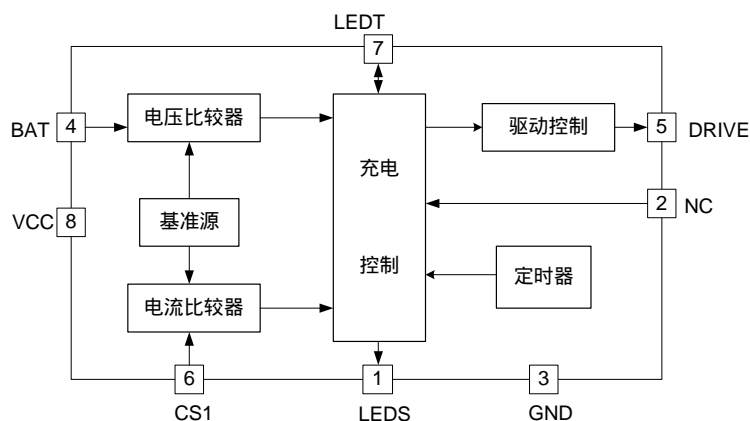 LEDT
7
BAT
4
电压比较器
驱动控制
5
DRIVE
充电
2
NC
VCC
8
基准源
控制
定时器
电流比较器
6
1
3
CS1
LEDS
GND